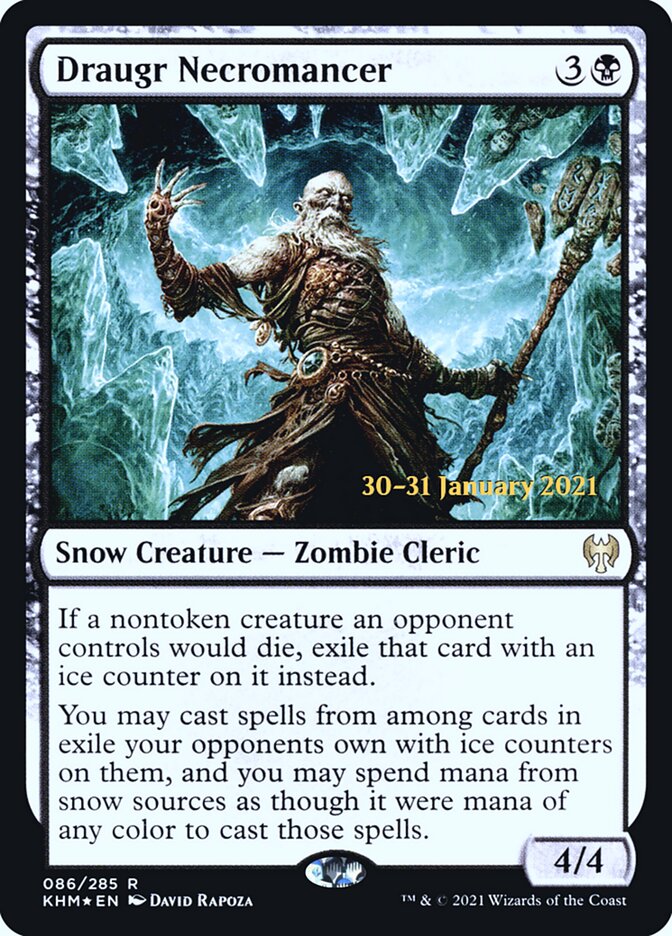 Draugr Necromancer 3
30–31 January 2021
Snow Creature — Zombie Cleric
If a nontoken creature an opponent
controls would die, exile that card with an
ice counter on it instead.
You may cast spells from among cards in
exile your opponents own with ice counters
on them, and you may spend mana from
snow sources as though it were mana of
any color to cast those spells.
4/4
086/285 R
KHM★EN David Rapoza
™ & © 2021 Wizards of the Coast